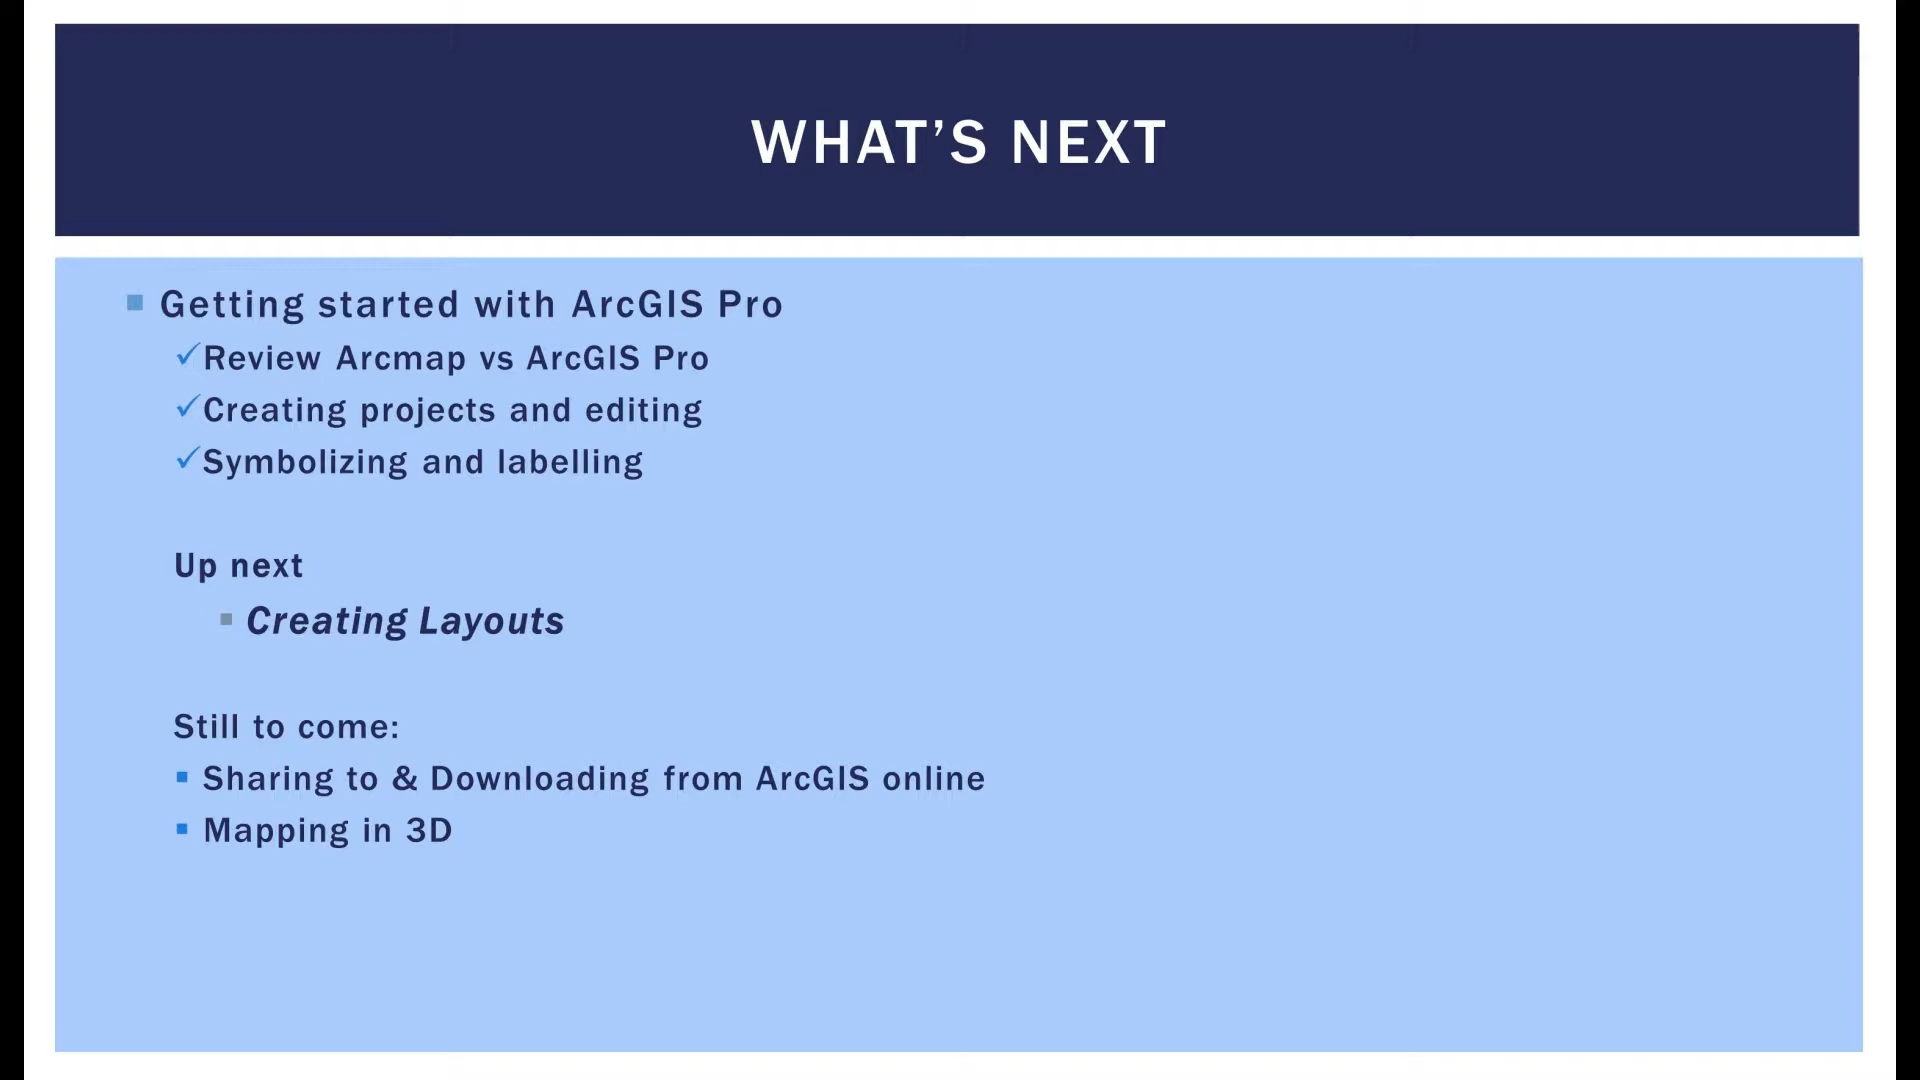 WHAT’S NEXT
Getting started with ArcGIS Pro
Review Arcmap vs ArcGIS Pro
Creating projects and editing
Symbolizing and labelling
Up next
Creating Layouts
Still to come:
Sharing to & Downloading from ArcGIS online
Mapping in 3D